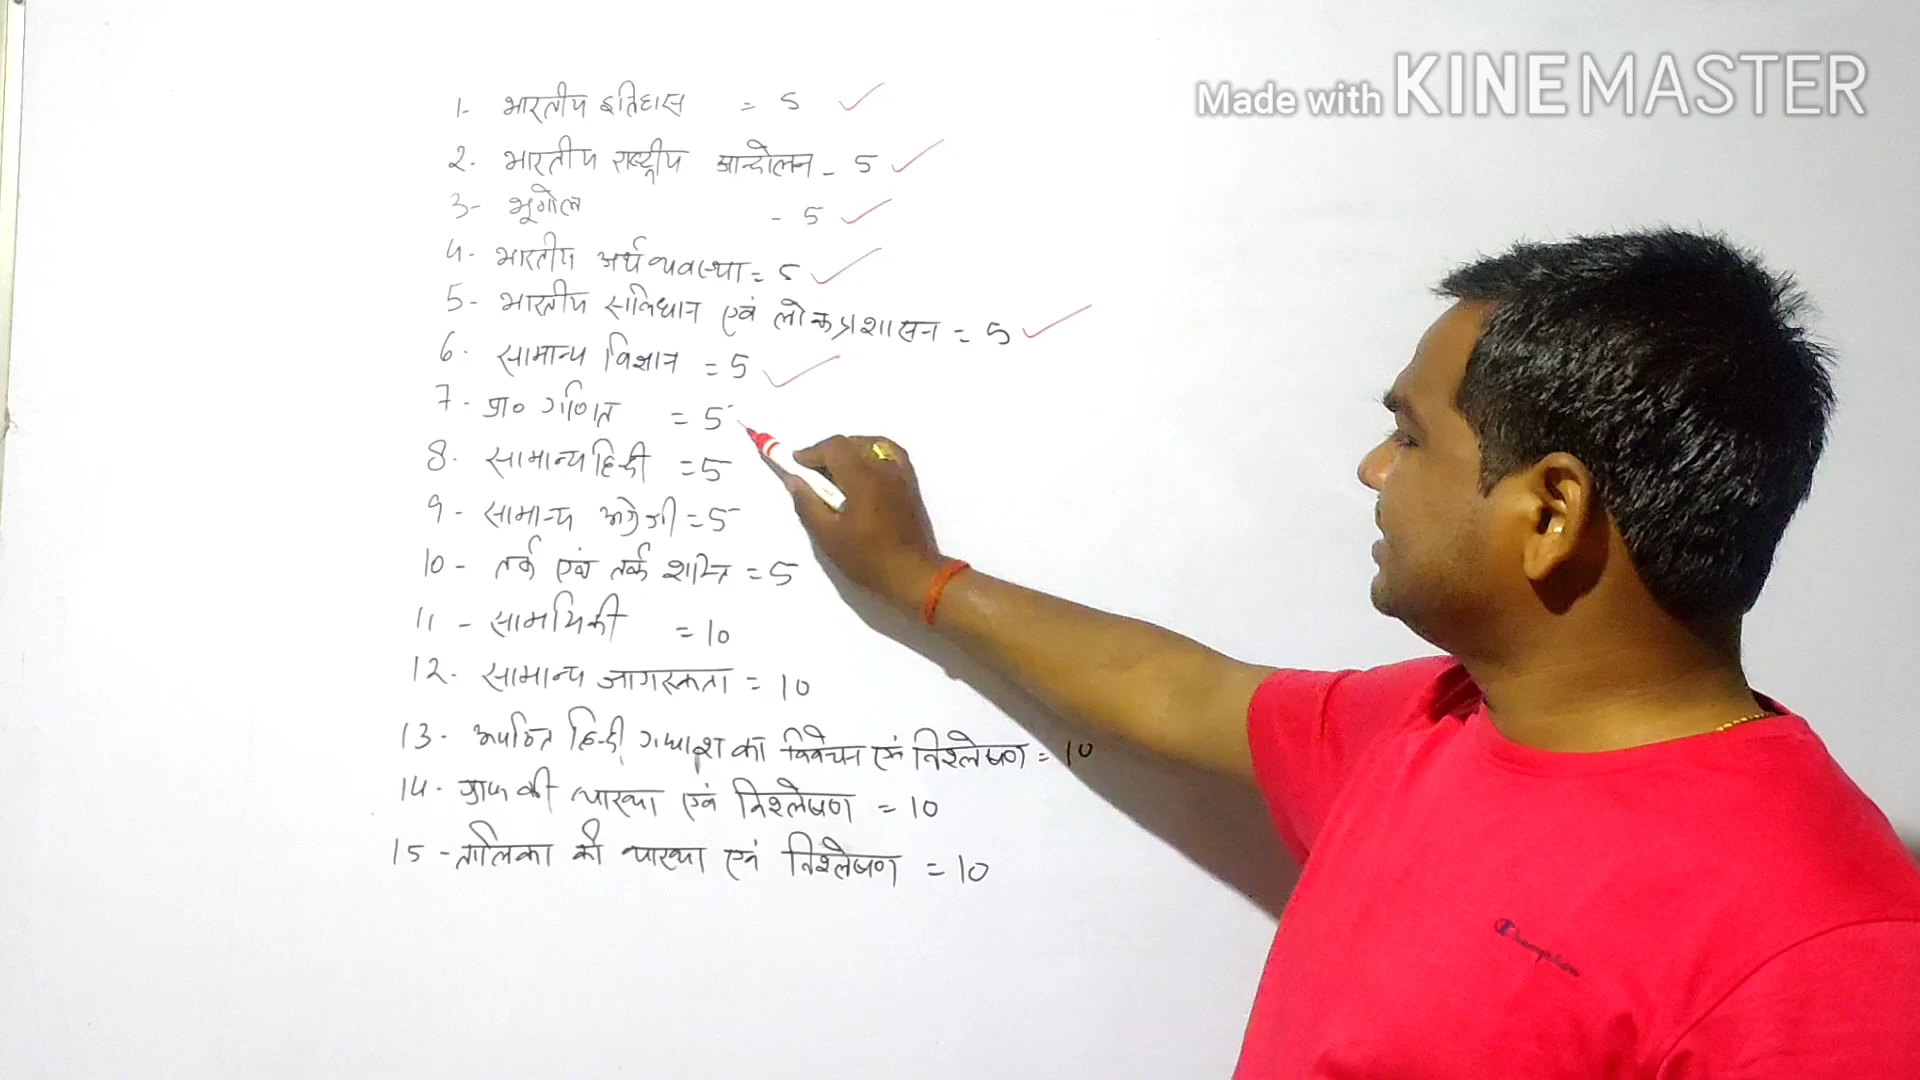 Made with KINEMASTER
1- भारतीय इतिहास = 5
2- भारतीय राष्ट्रीय आन्दोलन - 5
3- भूगोल - 5
4- भारतीय अर्थव्यवस्था = 5
5- भारतीय संविधान एवं लोकप्रशासन = 5
6- सामान्य विज्ञान = 5
7- प्रा० गणित = 5
8- सामान्य हिन्दी = 5
9- सामान्य अंग्रेजी = 5
10- तर्क एवं तर्क शक्ति = 5
11- सामयिकी = 10
12- सामान्य जागरूकता = 10
13- अपठित हिन्दी गद्यांश का विवेचन एवं विश्लेषण = 10
14- ग्राफ की व्याख्या एवं विश्लेषण = 10
15- तालिका की व्याख्या एवं विश्लेषण = 10
Champion